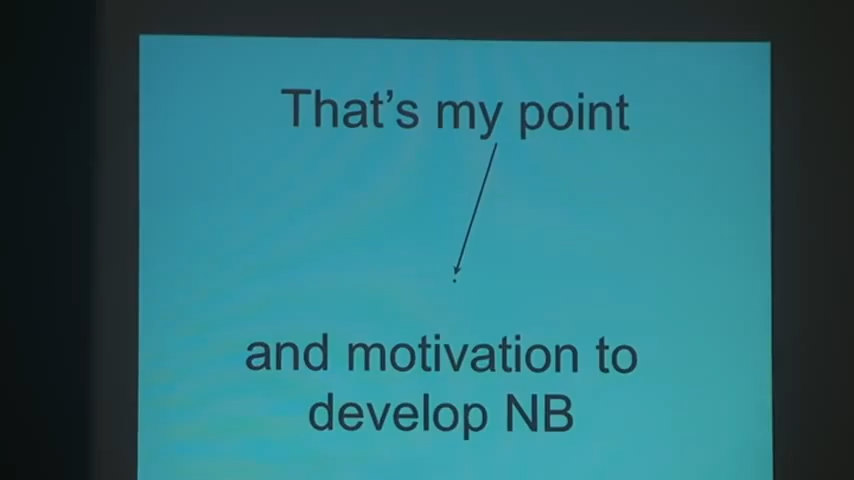 That's my point
.
and motivation to
develop NB